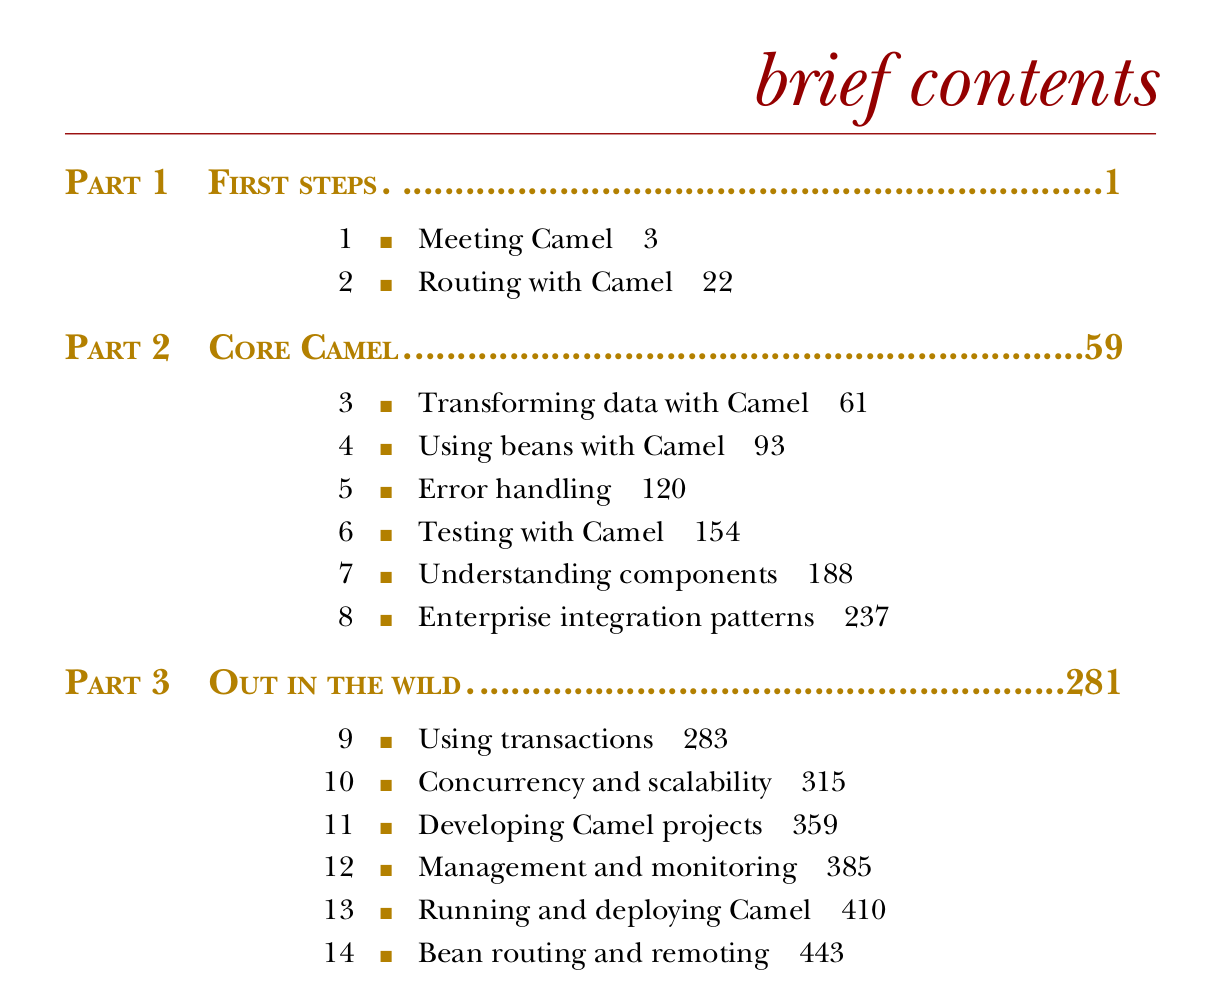 brief contents
PART 1 FIRST STEPS . ...................................................................1
1 ■ Meeting Camel 3
2 ■ Routing with Camel 22
PART 2 CORE CAMEL.................................................................59
3 ■ Transforming data with Camel 61
4 ■ Using beans with Camel 93
5 ■ Error handling 120
6 ■ Testing with Camel 154
7 ■ Understanding components 188
8 ■ Enterprise integration patterns 237
PART 3 OUT IN THE WILD.........................................................281
9 ■ Using transactions 283
10 ■ Concurrency and scalability 315
11 ■ Developing Camel projects 359
12 ■ Management and monitoring 385
13 ■ Running and deploying Camel 410
14 ■ Bean routing and remoting 443